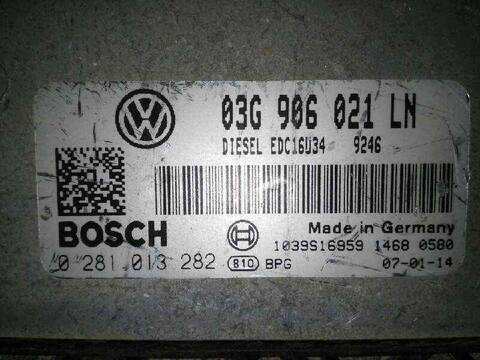 03G 906 021 LN
DIESEL EDC16U34 9246
BOSCH
Made in Germany
1039S16959 1468 0580
0 281 013 282 810 BPG 07-01-14